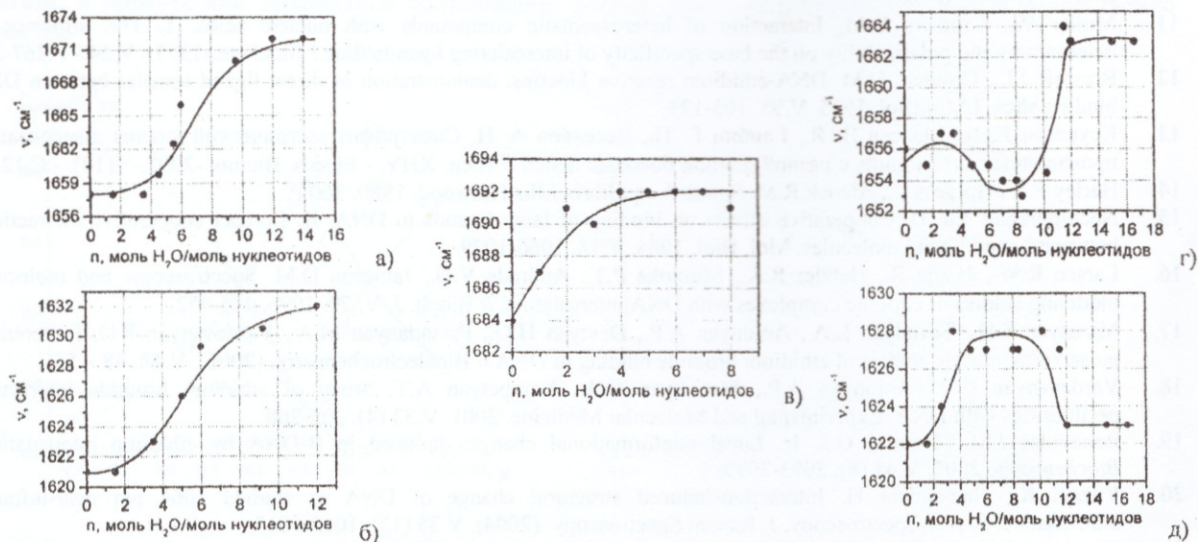 1674
1671
1668
1665
1662
1659
1656
ν, см⁻¹
0 2 4 6 8 10 12 14 16
n, моль H₂O/моль нуклеотидов
а)
1632
1630
1628
1626
1624
1622
1620
ν, см⁻¹
0 2 4 6 8 10 12 14
n, моль H₂O/моль нуклеотидов
б)
1694
1692
1690
1688
1686
1684
1682
ν, см⁻¹
0 2 4 6 8
n, моль H₂O/моль нуклеотидов
в)
1664
1662
1660
1658
1656
1654
1652
ν, см⁻¹
0 2 4 6 8 10 12 14 16 18
n, моль H₂O/моль нуклеотидов
г)
1630
1628
1625
1623
1620
ν, см⁻¹
0 2 4 6 8 10 12 14 16 18
n, моль H₂O/моль нуклеотидов
д)